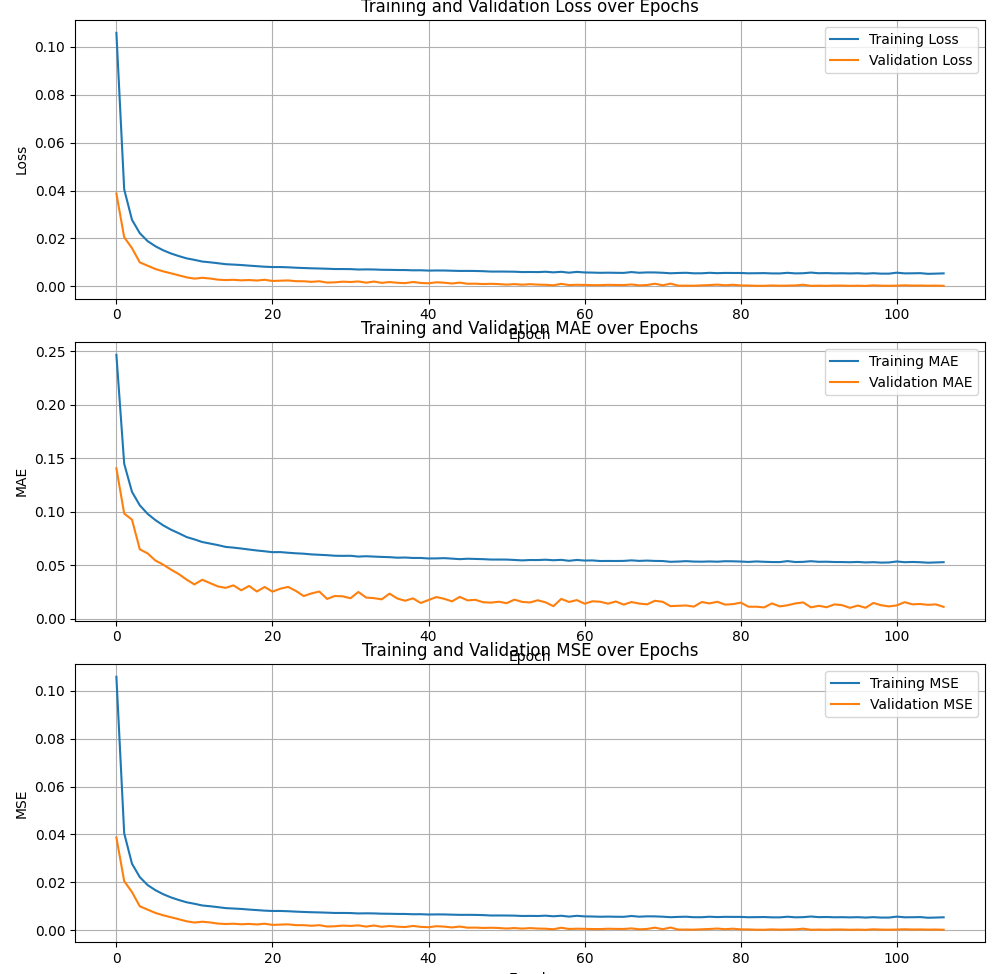 Training and Validation Loss over Epochs
0.10
0.08
0.06
0.04
0.02
0.00
Loss
Training Loss
Validation Loss
0 20 40 60 80 100
Epoch
Training and Validation MAE over Epochs
0.25
0.20
0.15
0.10
0.05
0.00
MAE
Training MAE
Validation MAE
0 20 40 60 80 100
Epoch
Training and Validation MSE over Epochs
0.10
0.08
0.06
0.04
0.02
0.00
MSE
Training MSE
Validation MSE
0 20 40 60 80 100